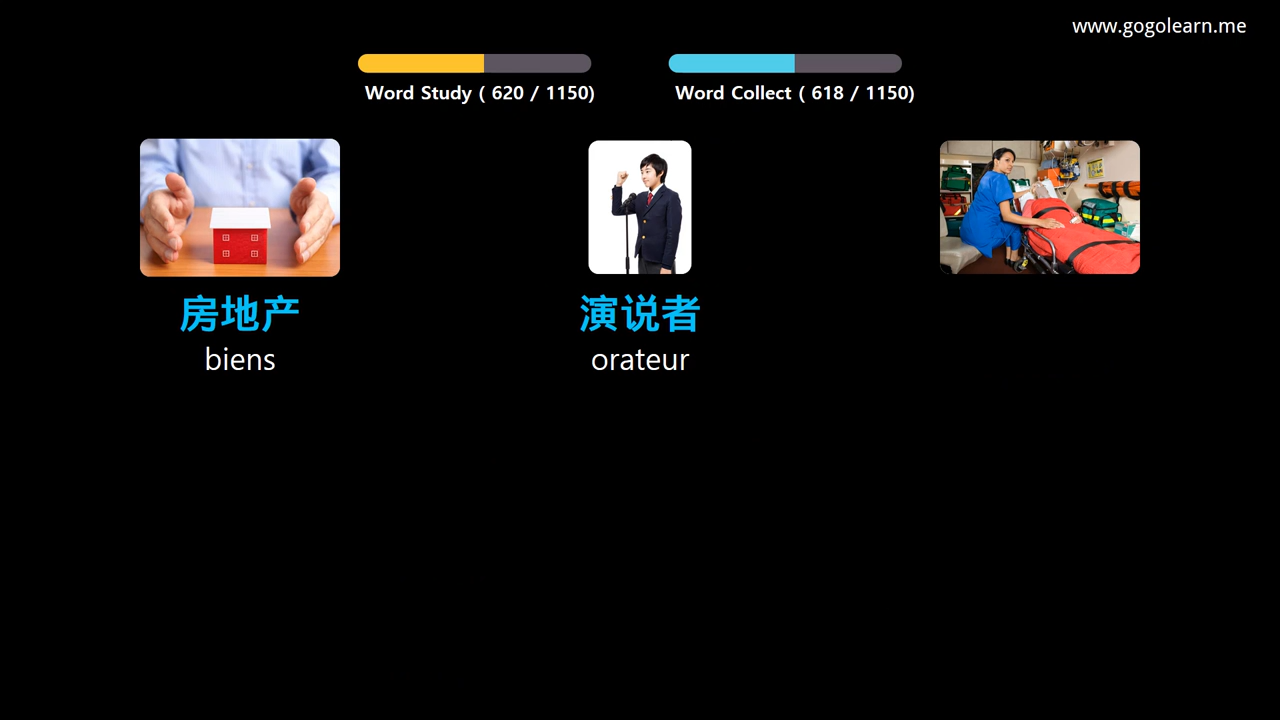 www.gogolearn.me
Word Study ( 620 / 1150)
Word Collect ( 618 / 1150)
房地产
biens
演说者
orateur